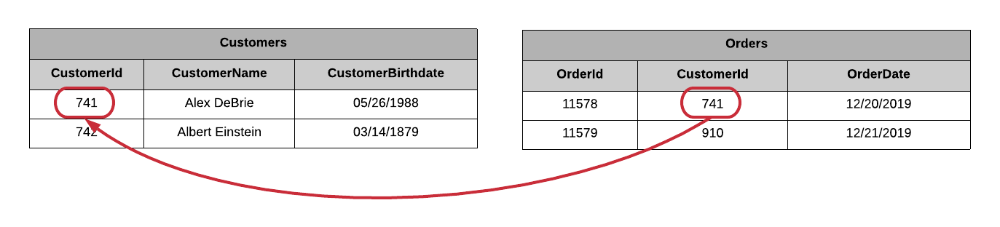 Customers
CustomerId CustomerName CustomerBirthdate
741 Alex DeBrie 05/26/1988
742 Albert Einstein 03/14/1879
Orders
OrderId CustomerId OrderDate
11578 741 12/20/2019
11579 910 12/21/2019